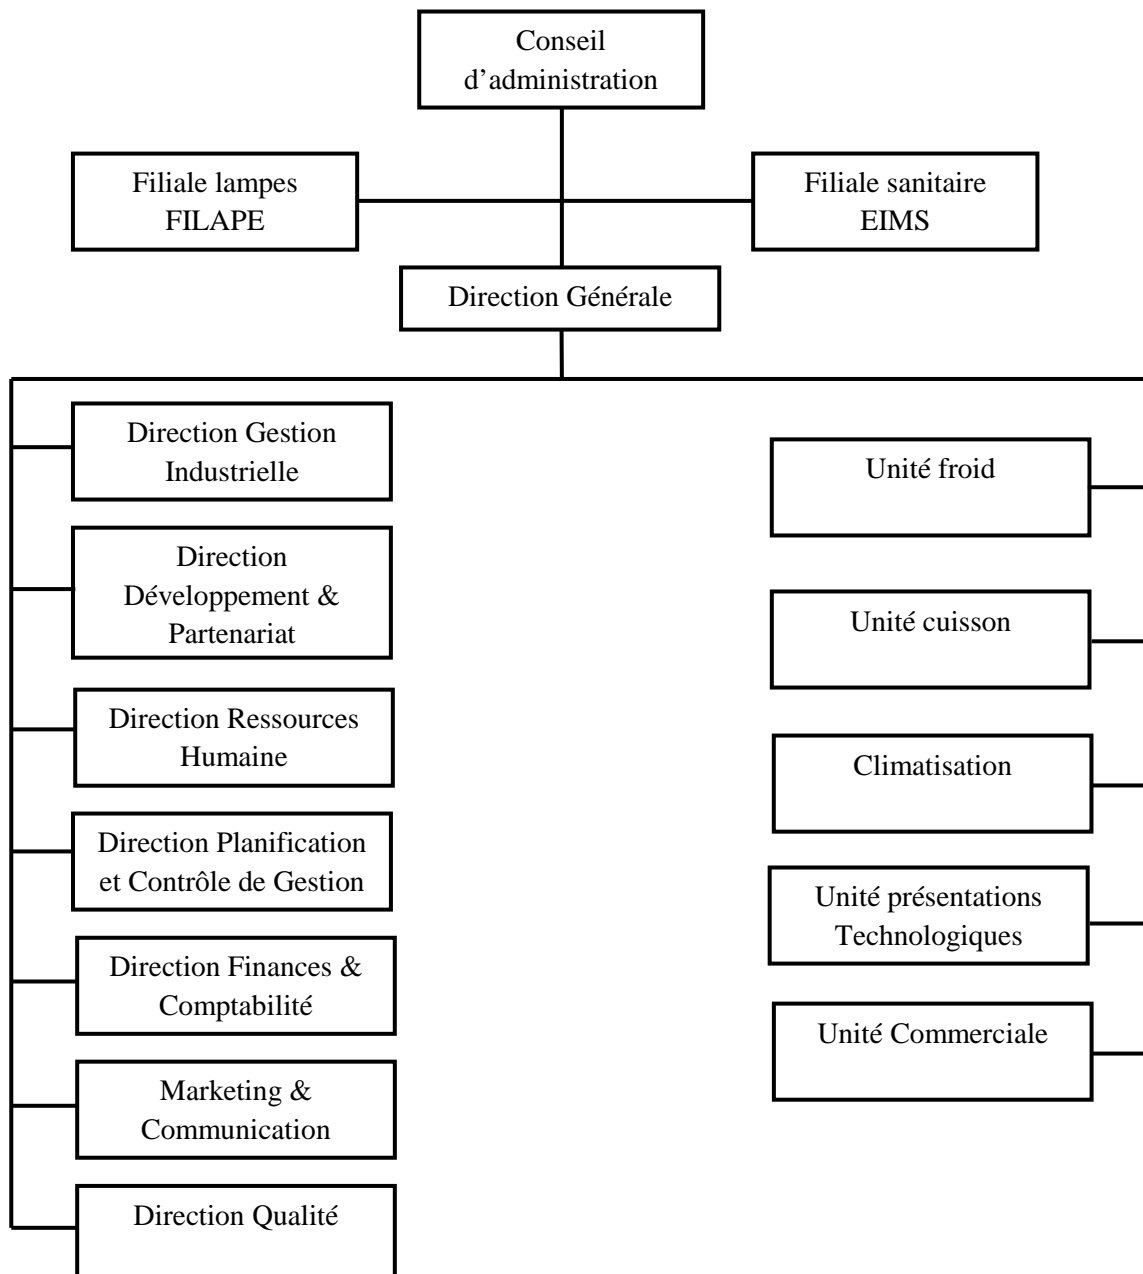 Conseil
d’administration
Filiale lampes
FILAPE
Filiale sanitaire
EIMS
Direction Générale
Direction Gestion
Industrielle
Direction
Développement &
Partenariat
Direction Ressources
Humaine
Direction Planification
et Contrôle de Gestion
Direction Finances &
Comptabilité
Marketing &
Communication
Direction Qualité
Unité froid
Unité cuisson
Climatisation
Unité présentations
Technologiques
Unité Commerciale